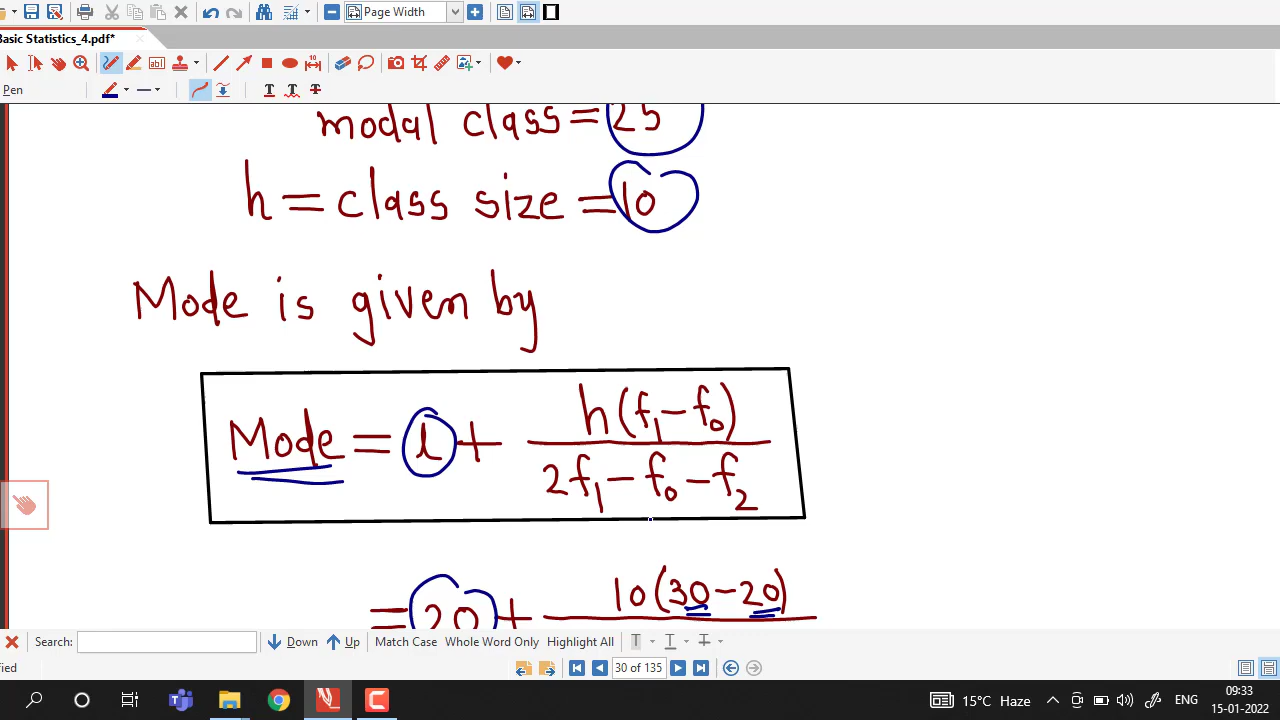 Page Width
Basic Statistics_4.pdf*
Pen
modal class = 25
h = class size = 10
Mode is given by
Mode = l + h(f₁ − f₀) / 2f₁ − f₀ − f₂
= 20 + 10(30 − 20)
Search: Down Up Match Case Whole Word Only Highlight All T T T
30 of 135
15°C Haze ENG 09:33
15-01-2022